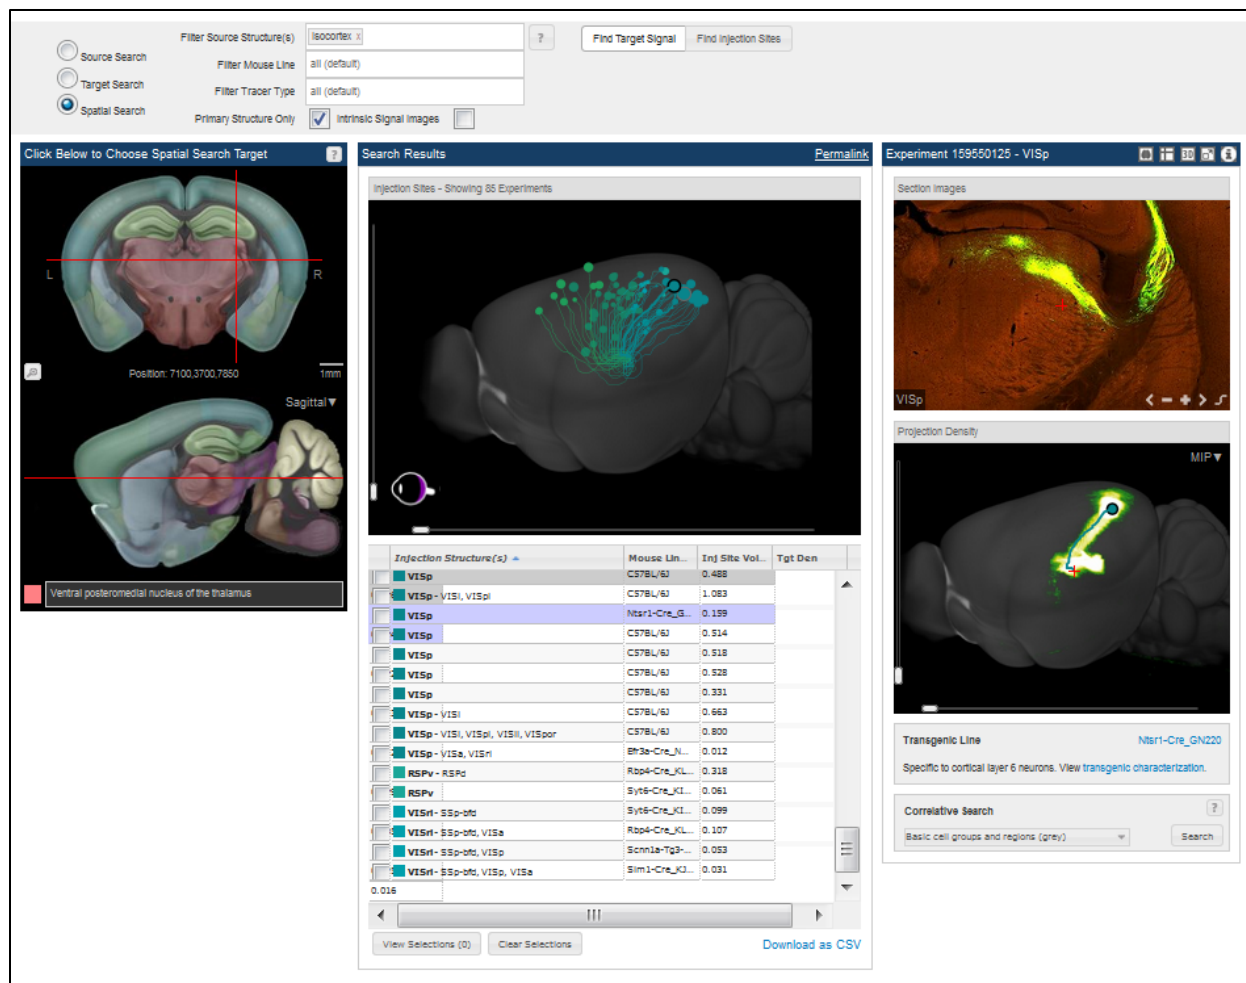 Filter Source Structure(s) Isocortex x ? Find Target Signal Find Injection Sites
Source Search
Filter Mouse Line all (default)
Target Search
Filter Tracer Type all (default)
Spatial Search
Primary Structure Only Intrinsic Signal Images
Click Below to Choose Spatial Search Target ?
L R
Position: 7100,3700,7850 1mm
Sagittal▼
Ventral posteromedial nucleus of the thalamus
Search Results Permalink
Injection Sites - Showing 85 Experiments
Injection Structure(s) Mouse Lin... Inj Site Vol... Tgt Den
VISp C57BL/6J 0.488
VISp - VISl, VISpl C57BL/6J 1.083
VISp Ntsr1-Cre_G... 0.159
VISp C57BL/6J 0.514
VISp C57BL/6J 0.518
VISp C57BL/6J 0.528
VISp C57BL/6J 0.331
VISp - VISl C57BL/6J 0.663
VISp - VISl, VISpl, VISli, VISpor C57BL/6J 0.800
VISp - VISa, VISrl Efr3a-Cre_N... 0.012
RSPv - RSPd Rbp4-Cre_KL... 0.318
RSPv Syt6-Cre_KI... 0.061
VISrl - SSp-bfd Syt6-Cre_KI... 0.099
VISrl - SSp-bfd, VISa Rbp4-Cre_KL... 0.107
VISrl - SSp-bfd, VISp Scnn1a-Tg3-... 0.053
VISrl - SSp-bfd, VISp, VISa Sim1-Cre_KJ... 0.031
0.016
View Selections (0) Clear Selections Download as CSV
Experiment 159550125 - VISp 3D i
Section Images
VISp
Projection Density
MIP▼
Transgenic Line Ntsr1-Cre_GN220
Specific to cortical layer 6 neurons. View transgenic characterization.
Correlative Search ?
Basic cell groups and regions (grey) Search